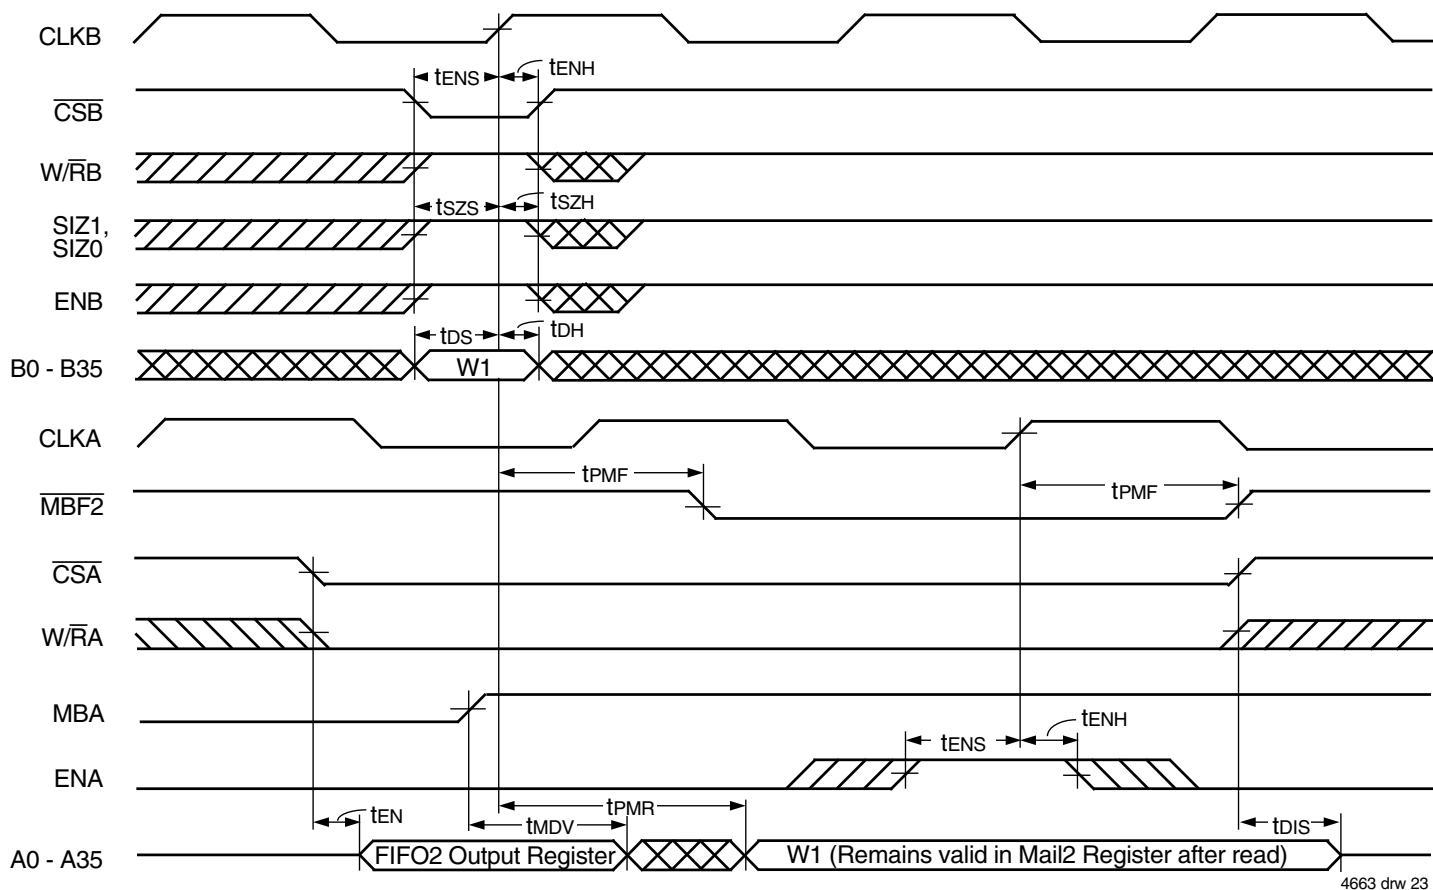 CLKB
tENS
tENH
CSB
W/RB
tSZS
tSZH
SIZ1,
SIZ0
ENB
tDS
tDH
B0 - B35
W1
CLKA
tPMF
tPMF
MBF2
CSA
W/RA
MBA
tENS
tENH
ENA
tEN
tPMR
tMDV
tDIS
A0 - A35
FIFO2 Output Register
W1 (Remains valid in Mail2 Register after read)
4663 drw 23